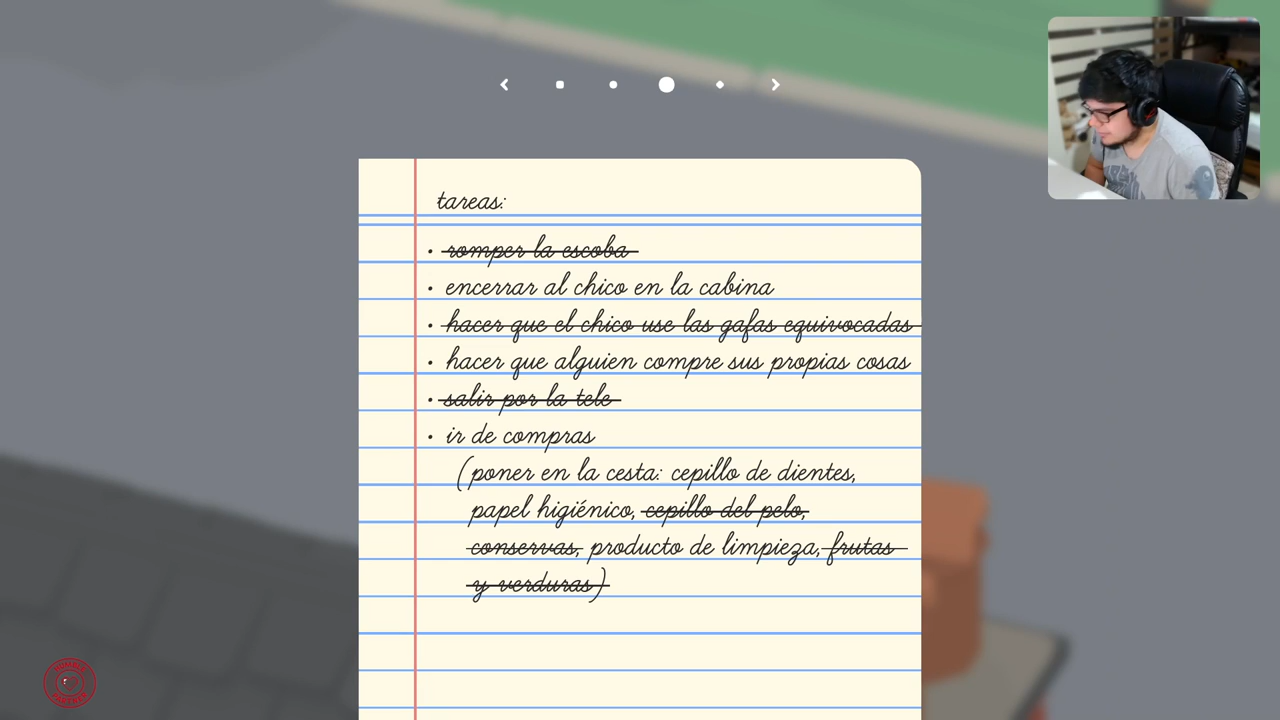 tareas:
• romper la escoba
• encerrar al chico en la cabina
• hacer que el chico use las gafas equivocadas
• hacer que alguien compre sus propias cosas
• salir por la tele
• ir de compras
(poner en la cesta: cepillo de dientes,
papel higiénico, cepillo del pelo,
conservas, producto de limpieza, frutas
y verduras)
HUMBLE
PARTNER